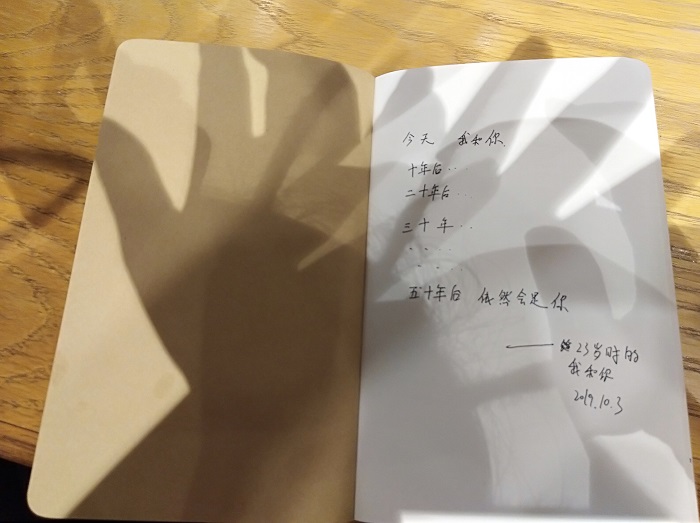 今天 我和你.
十年后...
二十年后...
三十年..
. . . .
. . .
五十年后 依然会是你
—— 23岁时的
我和你
2019.10.3